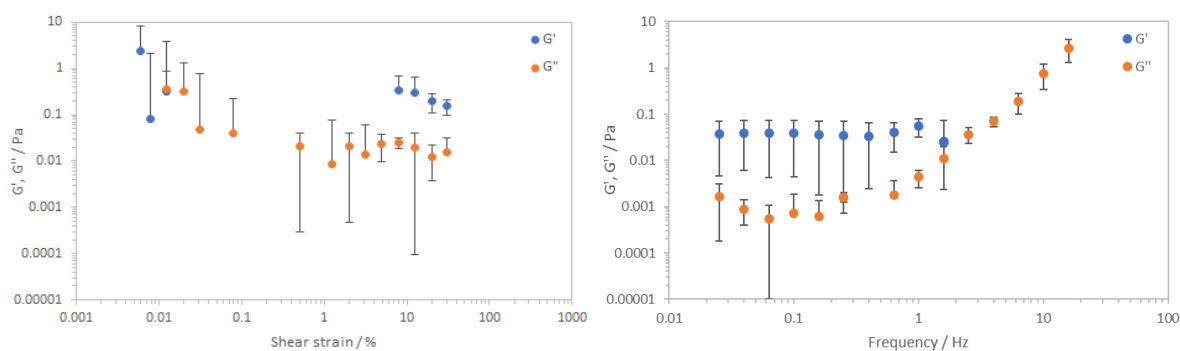 10
1
0.1
0.01
0.001
0.0001
0.00001
G', G'' / Pa
0.001 0.01 0.1 1 10 100 1000
Shear strain / %
G'
G"
10
1
0.1
0.01
0.001
0.0001
0.00001
G', G'' / Pa
0.01 0.1 1 10 100
Frequency / Hz
G'
G''